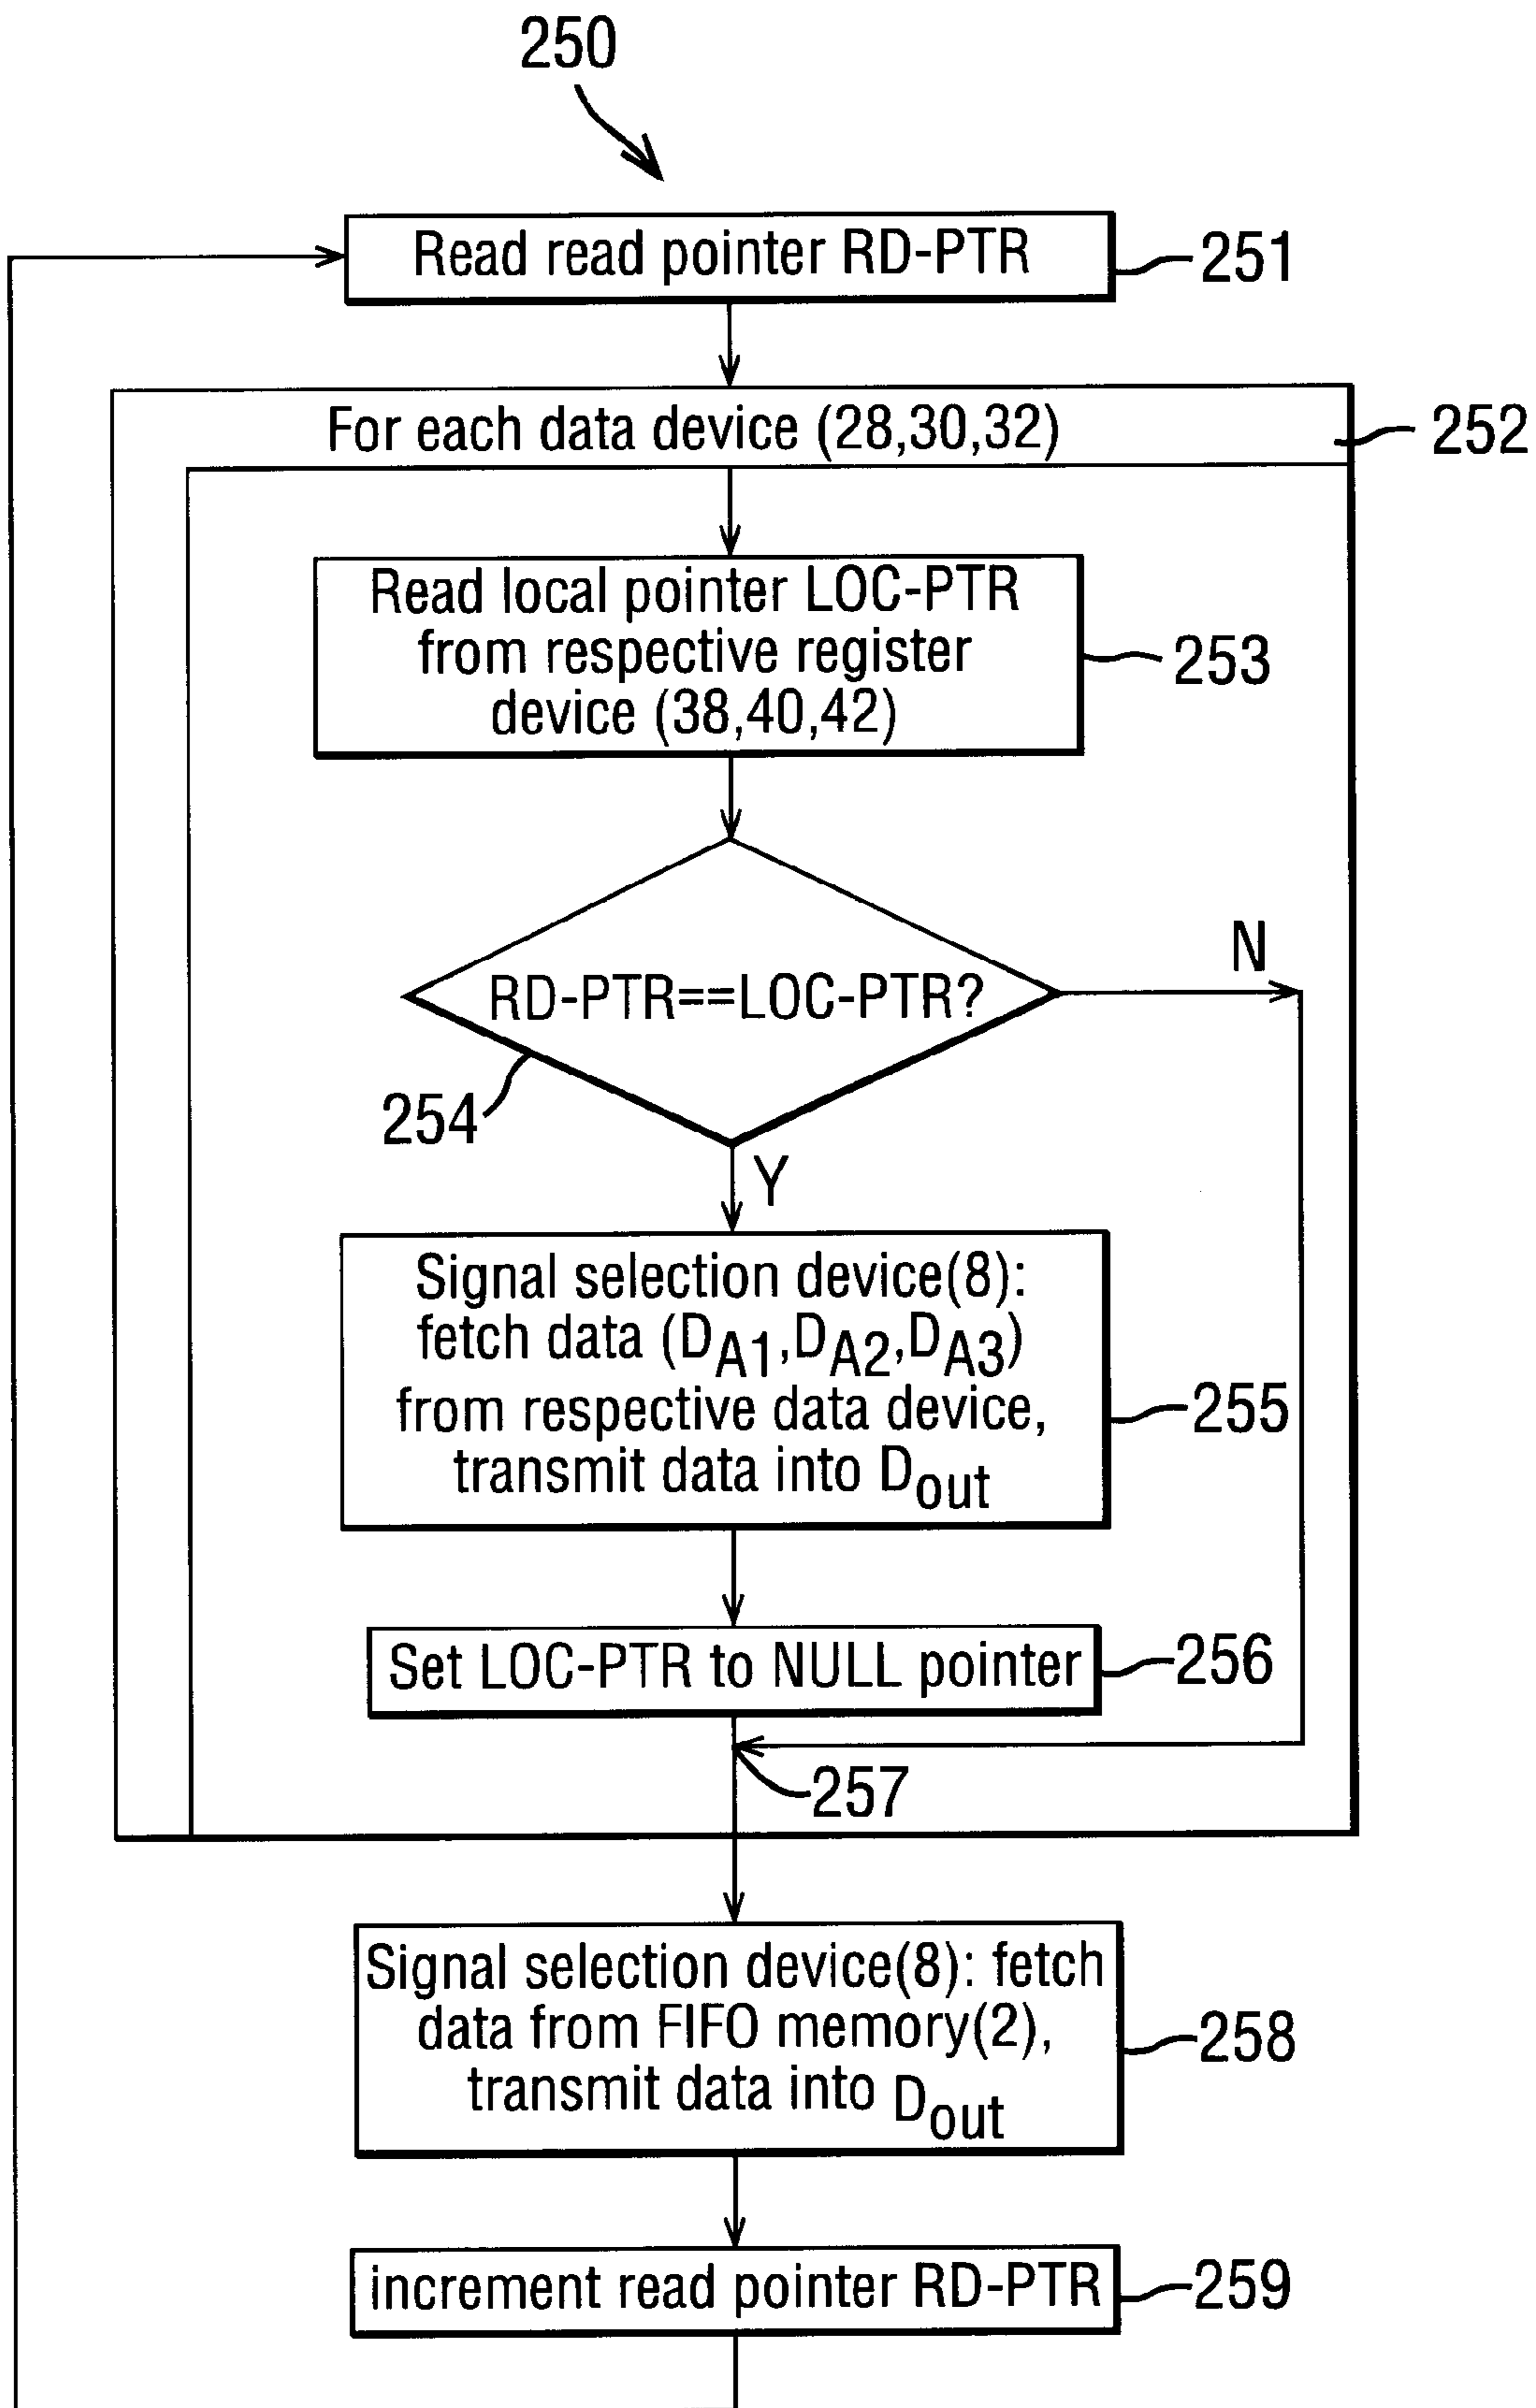 250
Read read pointer RD-PTR
251
For each data device (28,30,32)
252
Read local pointer LOC-PTR
from respective register
device (38,40,42)
253
RD-PTR==LOC-PTR?
N
254
Y
Signal selection device(8):
fetch data (DA1,DA2,DA3)
from respective data device,
transmit data into Dout
255
Set LOC-PTR to NULL pointer
256
257
Signal selection device(8): fetch
data from FIFO memory(2),
transmit data into Dout
258
increment read pointer RD-PTR
259